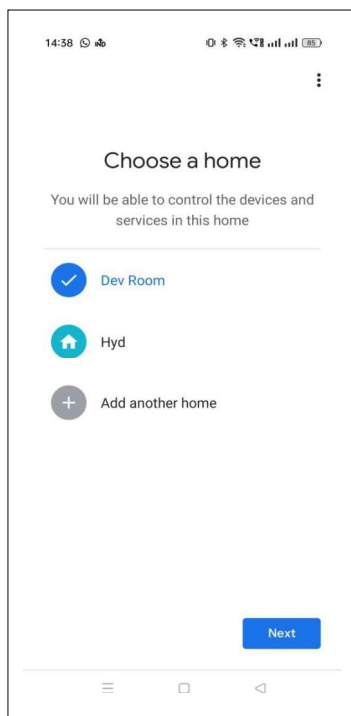 14:38
85
Choose a home
You will be able to control the devices and
services in this home
Dev Room
Hyd
Add another home
Next